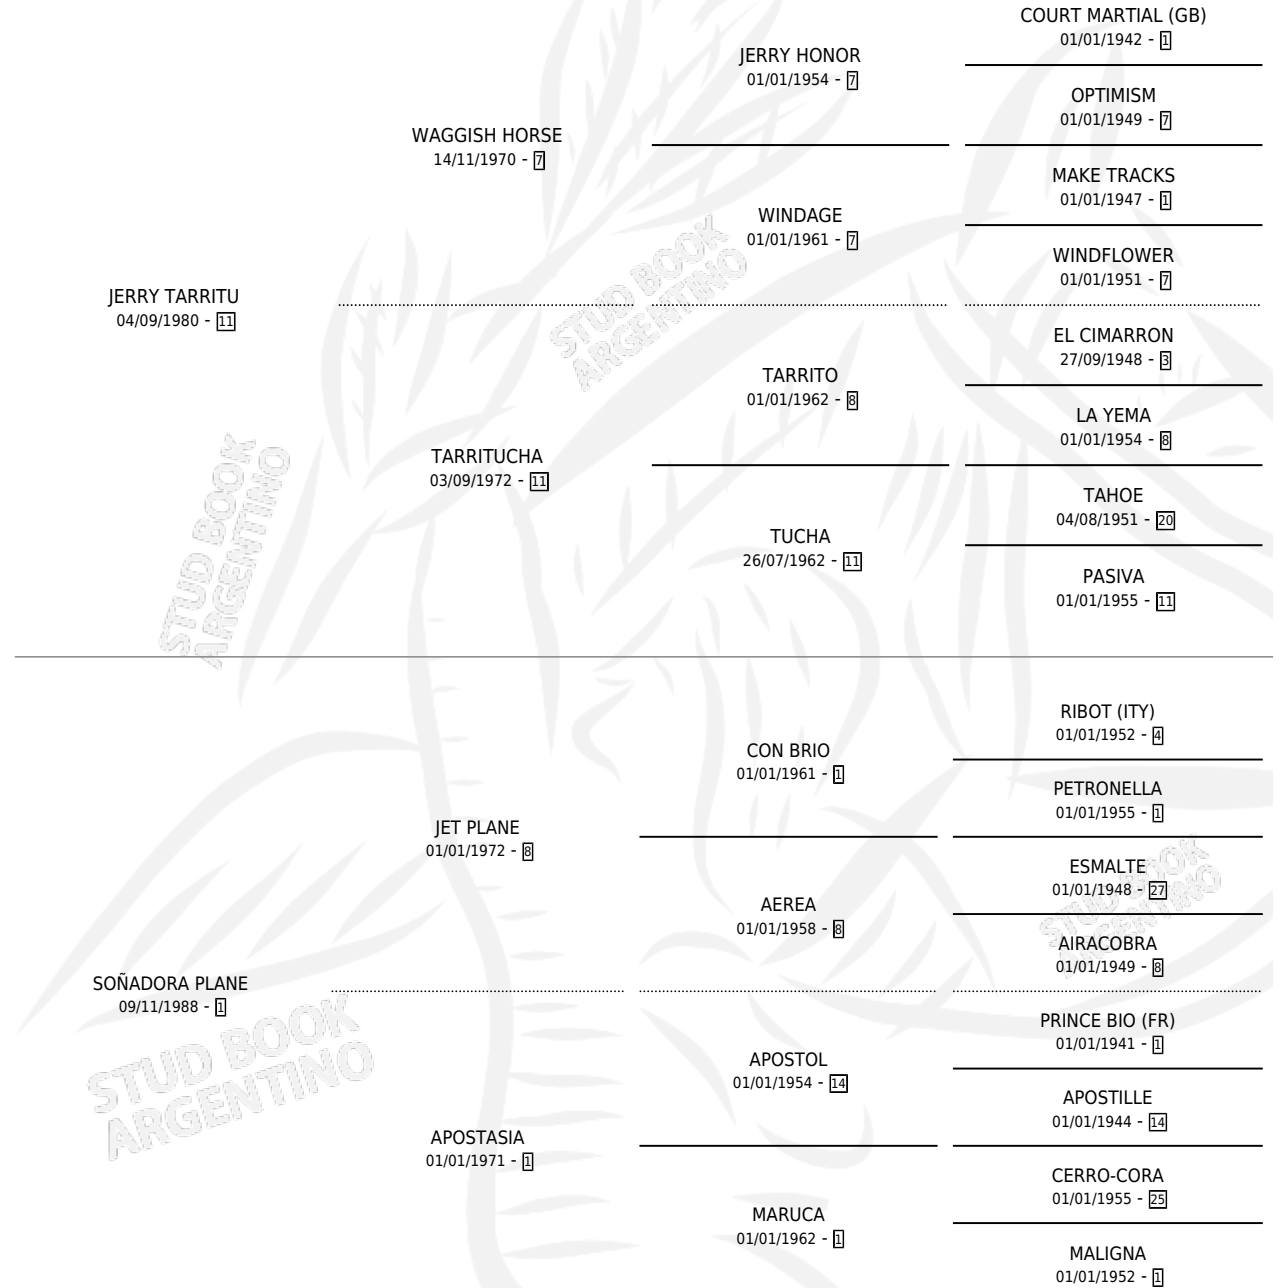 COURT MARTIAL (GB)
01/01/1942 - 1
JERRY HONOR
01/01/1954 - 7
OPTIMISM
01/01/1949 - 7
WAGGISH HORSE
14/11/1970 - 7
MAKE TRACKS
01/01/1947 - 1
WINDAGE
01/01/1961 - 7
WINDFLOWER
01/01/1951 - 7
JERRY TARRITU
04/09/1980 - 11
EL CIMARRON
27/09/1948 - 3
TARRITO
01/01/1962 - 8
LA YEMA
01/01/1954 - 8
TARRITUCHA
03/09/1972 - 11
TAHOE
04/08/1951 - 20
TUCHA
26/07/1962 - 11
PASIVA
01/01/1955 - 11
STUD BOOK
ARGENTINO
STUD BOOK
ARGENTINO
RIBOT (ITY)
01/01/1952 - 4
CON BRIO
01/01/1961 - 1
PETRONELLA
01/01/1955 - 1
JET PLANE
01/01/1972 - 8
ESMALTE
01/01/1948 - 27
AEREA
01/01/1958 - 8
AIRACOBRA
01/01/1949 - 8
SOÑADORA PLANE
09/11/1988 - 1
PRINCE BIO (FR)
01/01/1941 - 1
APOSTOL
01/01/1954 - 14
APOSTILLE
01/01/1944 - 14
APOSTASIA
01/01/1971 - 1
CERRO-CORA
01/01/1955 - 25
MARUCA
01/01/1962 - 1
MALIGNA
01/01/1952 - 1
STUD BOOK
ARGENTINO
STUD BOOK
ARGENTINO